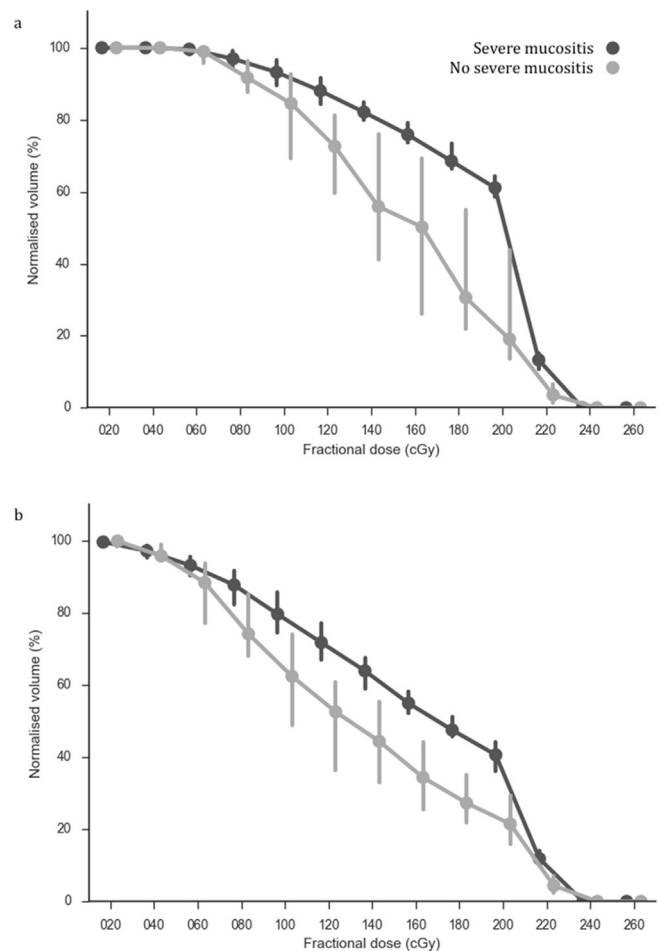 a
Severe mucositis
No severe mucositis
Normalised volume (%)
100
80
60
40
20
0
020 040 060 080 100 120 140 160 180 200 220 240 260
Fractional dose (cGy)
b
Normalised volume (%)
100
80
60
40
20
0
020 040 060 080 100 120 140 160 180 200 220 240 260
Fractional dose (cGy)